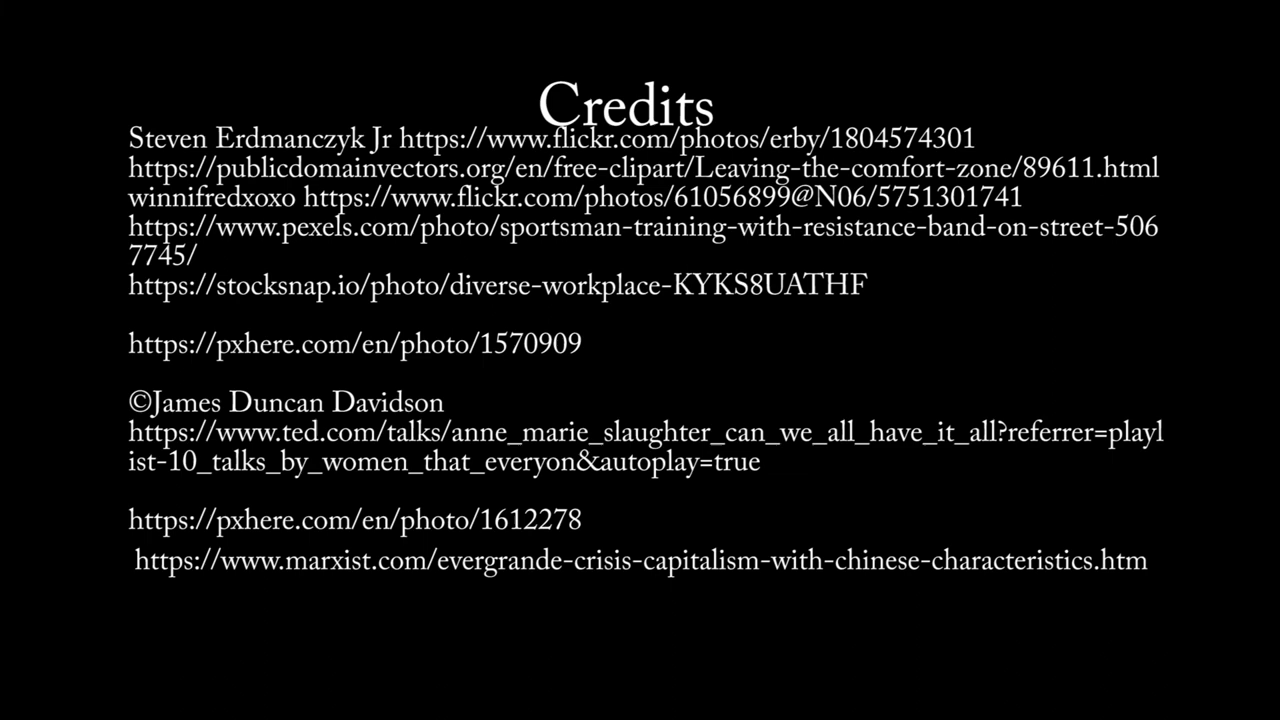 Credits
Steven Erdmanczyk Jr https://www.flickr.com/photos/erby/1804574301
https://publicdomainvectors.org/en/free-clipart/Leaving-the-comfort-zone/89611.html
winnifredxoxo https://www.flickr.com/photos/61056899@N06/5751301741
https://www.pexels.com/photo/sportsman-training-with-resistance-band-on-street-506
7745/
https://stocksnap.io/photo/diverse-workplace-KYKS8UATHF
https://pxhere.com/en/photo/1570909
©James Duncan Davidson
https://www.ted.com/talks/anne_marie_slaughter_can_we_all_have_it_all?referrer=playl
ist-10_talks_by_women_that_everyon&autoplay=true
https://pxhere.com/en/photo/1612278
https://www.marxist.com/evergrande-crisis-capitalism-with-chinese-characteristics.htm